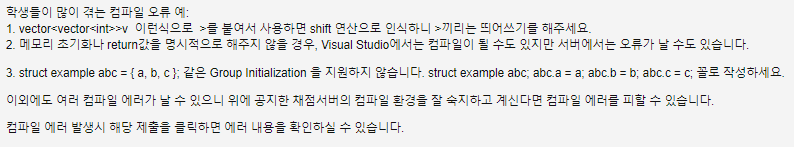 학생들이 많이 겪는 컴파일 오류 예:
1. vector<vector<int>>v 이런식으로 >를 붙여서 사용하면 shift 연산으로 인식하니 >끼리는 띄어쓰기를 해주세요.
2. 메모리 초기화나 return값을 명시적으로 해주지 않을 경우, Visual Studio에서는 컴파일이 될 수도 있지만 서버에서는 오류가 날 수도 있습니다.
3. struct example abc = { a, b, c }; 같은 Group Initialization 을 지원하지 않습니다. struct example abc; abc.a = a; abc.b = b; abc.c = c; 꼴로 작성하세요.
이외에도 여러 컴파일 에러가 날 수 있으니 위에 공지한 채점서버의 컴파일 환경을 잘 숙지하고 계신다면 컴파일 에러를 피할 수 있습니다.
컴파일 에러 발생시 해당 제출을 클릭하면 에러 내용을 확인하실 수 있습니다.